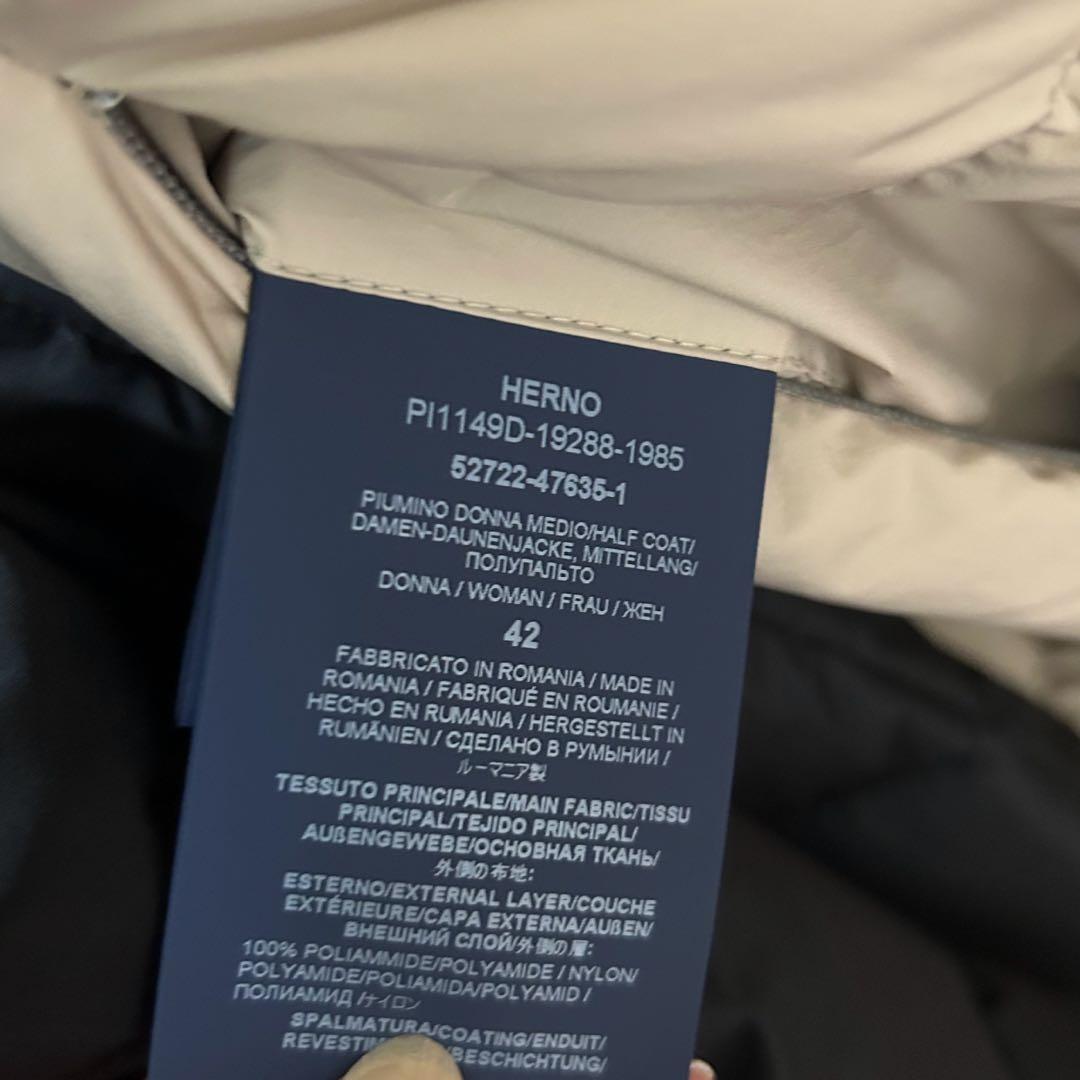 HERNO
PI1149D-19288-1985
52722-47635-1
PIUMINO DONNA MEDIO/HALF COAT/
DAMEN-DAUNENJACKE, MITTELLANG/
ПОЛУПАЛЬТО
DONNA / WOMAN / FRAU / ЖЕН
42
FABBRICATO IN ROMANIA / MADE IN
ROMANIA / FABRIQUÉ EN ROUMANIE /
HECHO EN RUMANIA / HERGESTELLT IN
RUMÄNIEN / СДЕЛАНО В РУМЫНИИ /
ルーマニア製
TESSUTO PRINCIPALE/MAIN FABRIC/TISSU
PRINCIPAL/TEJIDO PRINCIPAL/
AUßENGEWEBE/ОСНОВНАЯ ТКАНЬ/
外側の布地:
ESTERNO/EXTERNAL LAYER/COUCHE
EXTÉRIEURE/CAPA EXTERNA/AUßEN/
ВНЕШНИЙ СЛОЙ/外側の層:
100% POLIAMMIDE/POLYAMIDE / NYLON/
POLYAMIDE/POLIAMIDA/POLYAMID /
ПОЛИАМИД /ナイロン
SPALMATURA/COATING/ENDUIT/
BESCHICHTUNG/